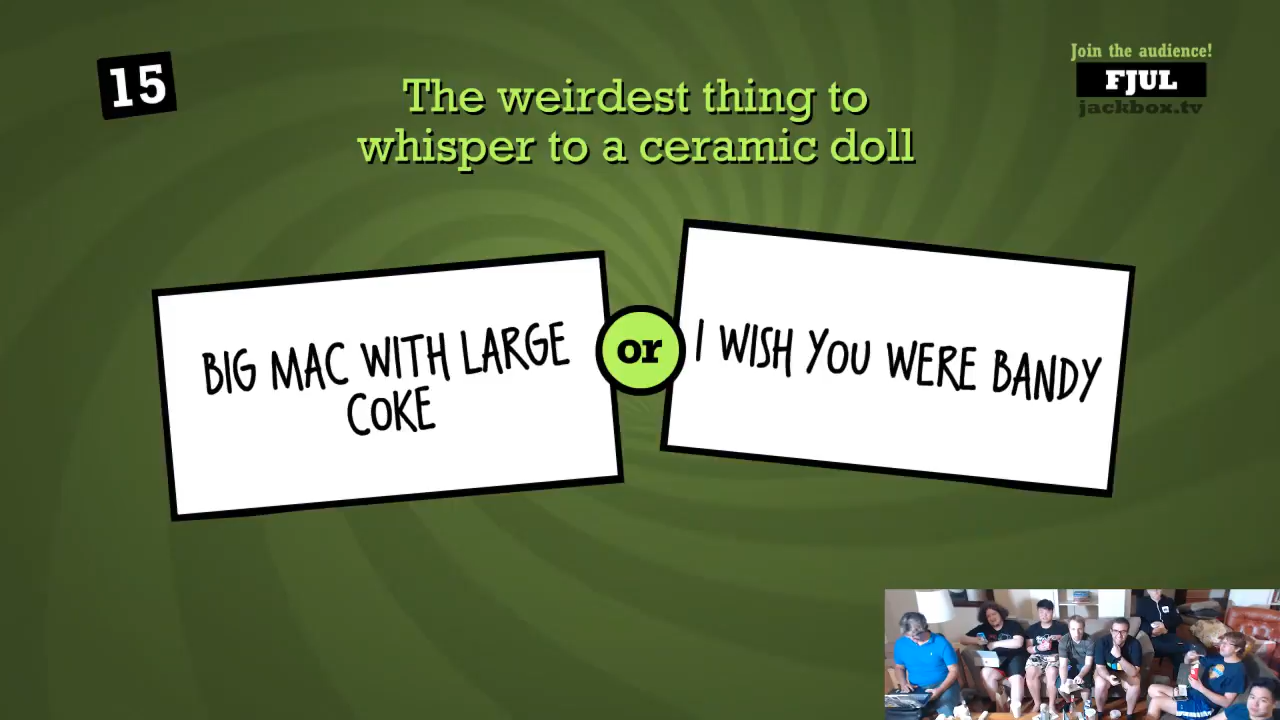 15
Join the audience!
FJUL
jackbox.tv
The weirdest thing to
whisper to a ceramic doll
BIG MAC WITH LARGE
COKE
or
I WISH YOU WERE BANDY